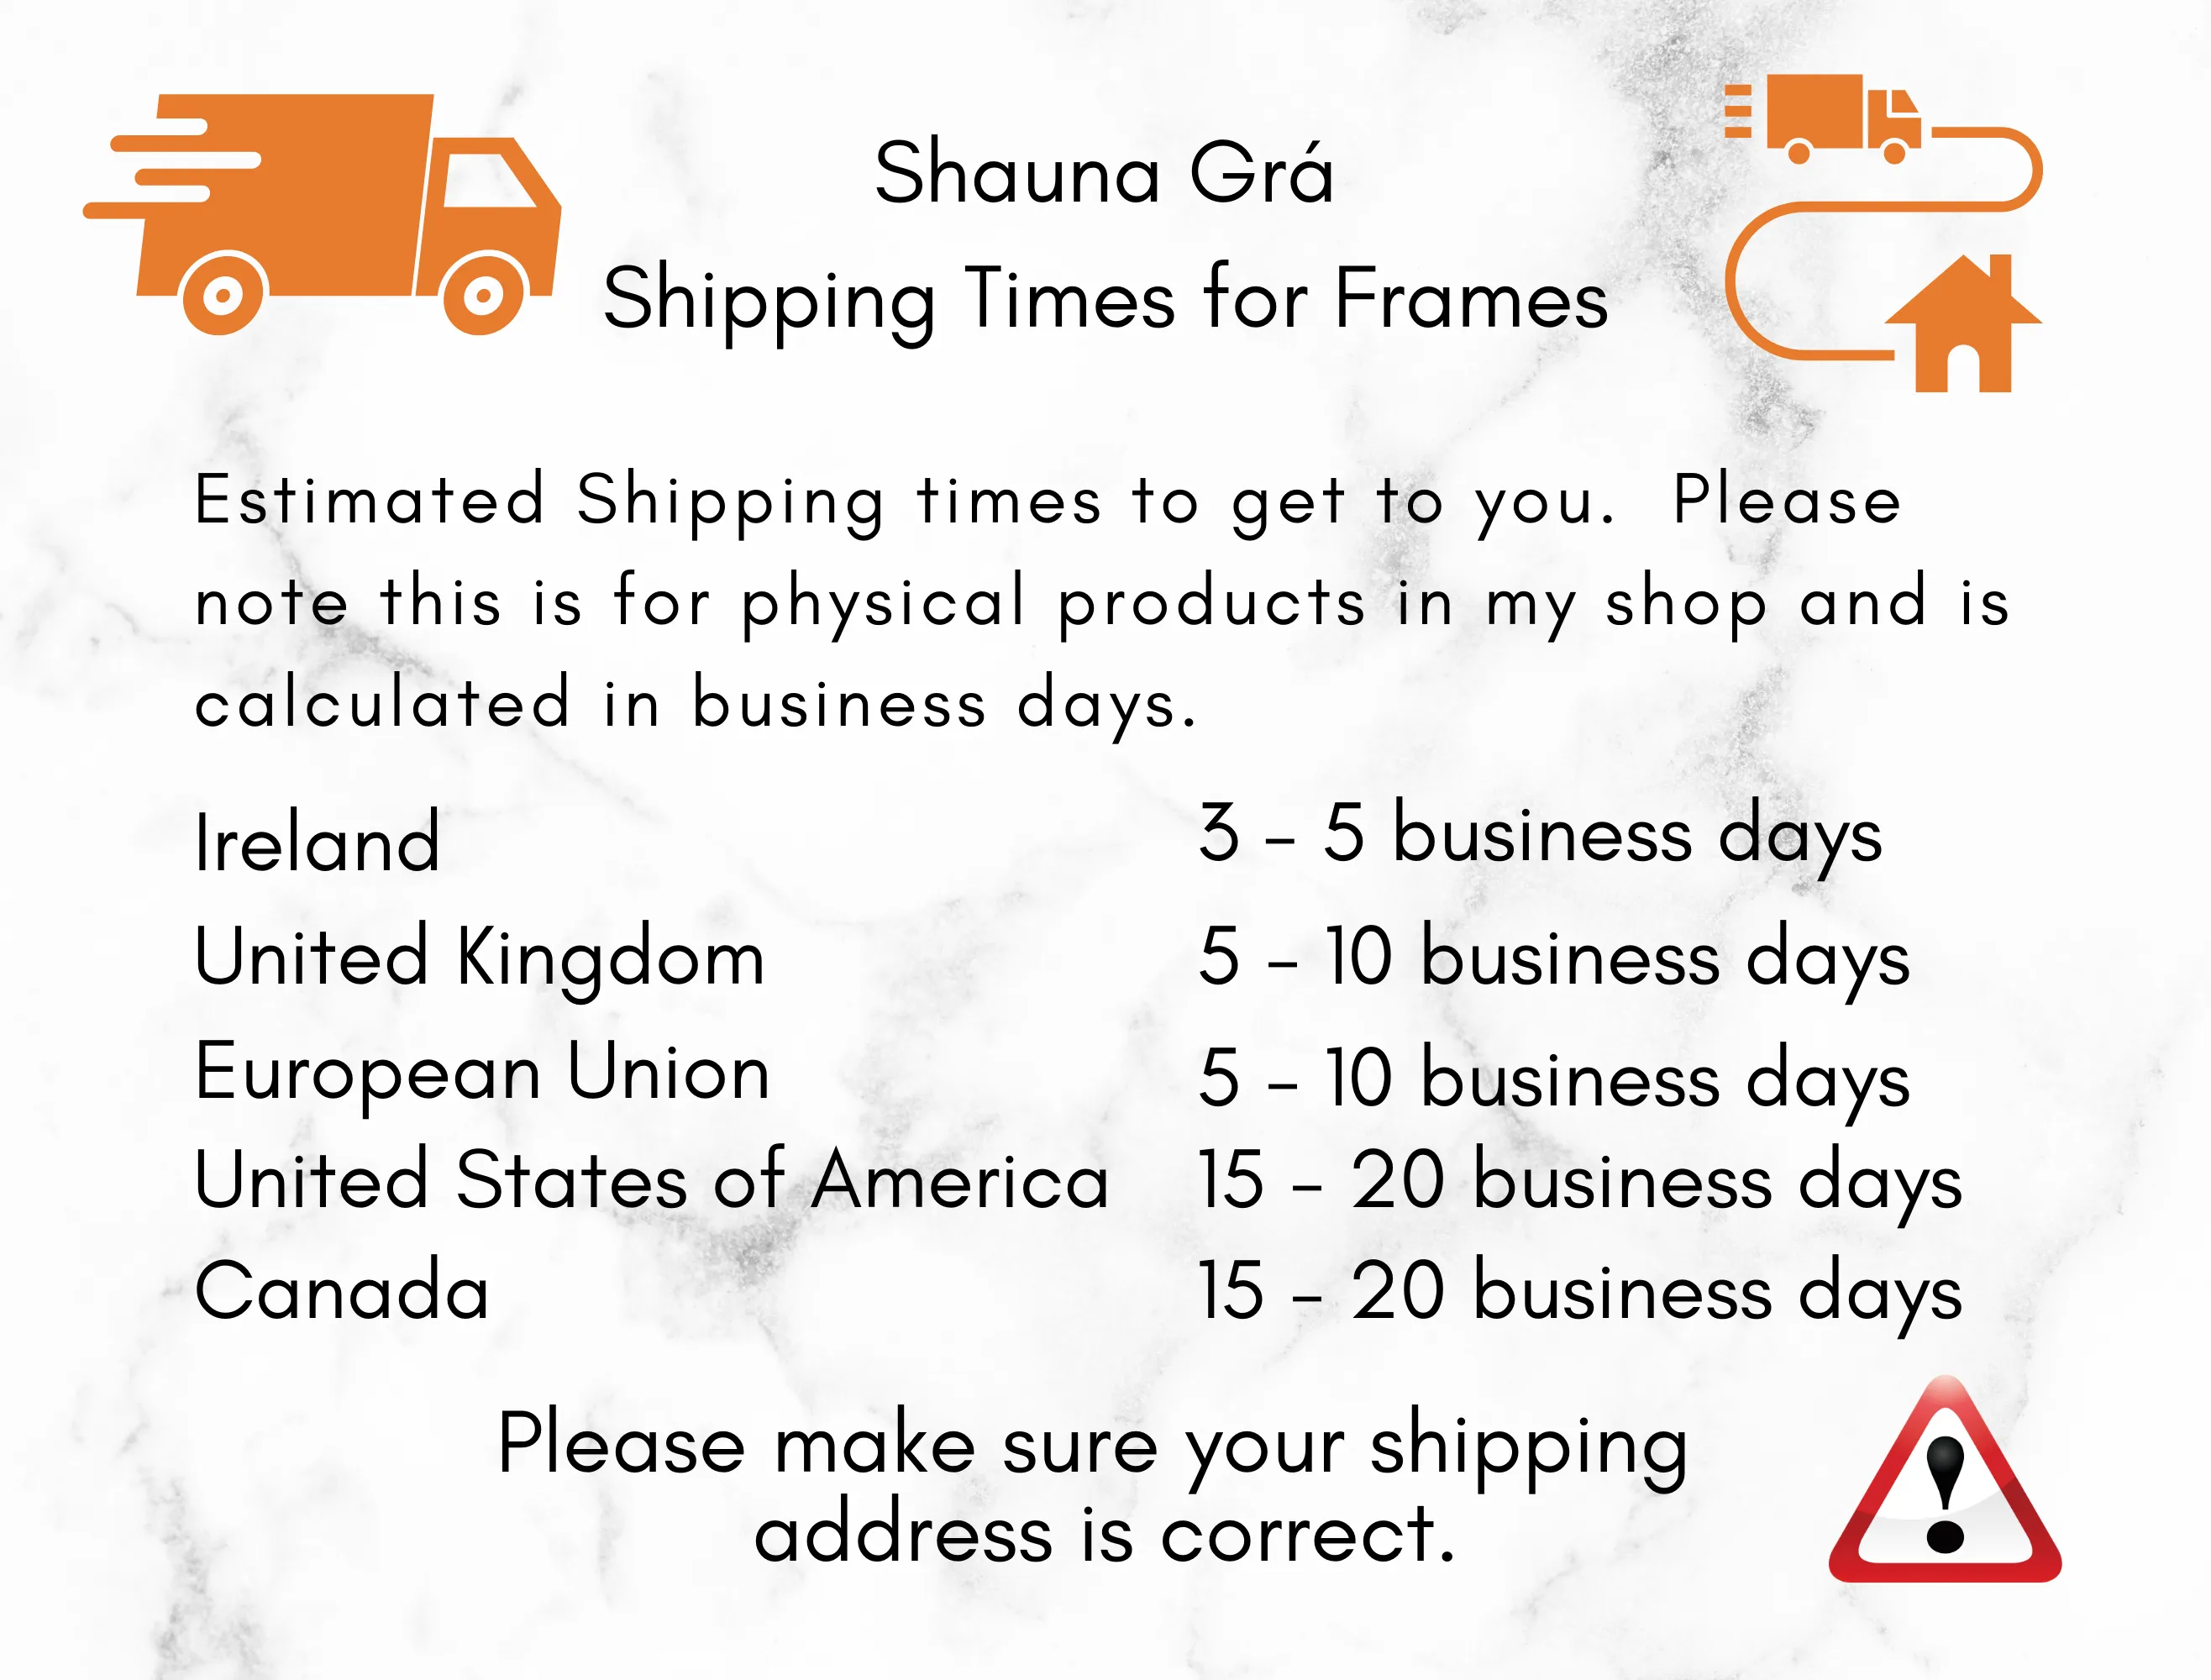 Shauna Grá
Shipping Times for Frames
Estimated Shipping times to get to you.  Please
note this is for physical products in my shop and is
calculated in business days.
Ireland 3 - 5 business days
United Kingdom 5 - 10 business days
European Union 5 - 10 business days
United States of America 15 - 20 business days
Canada 15 - 20 business days
Please make sure your shipping
address is correct.